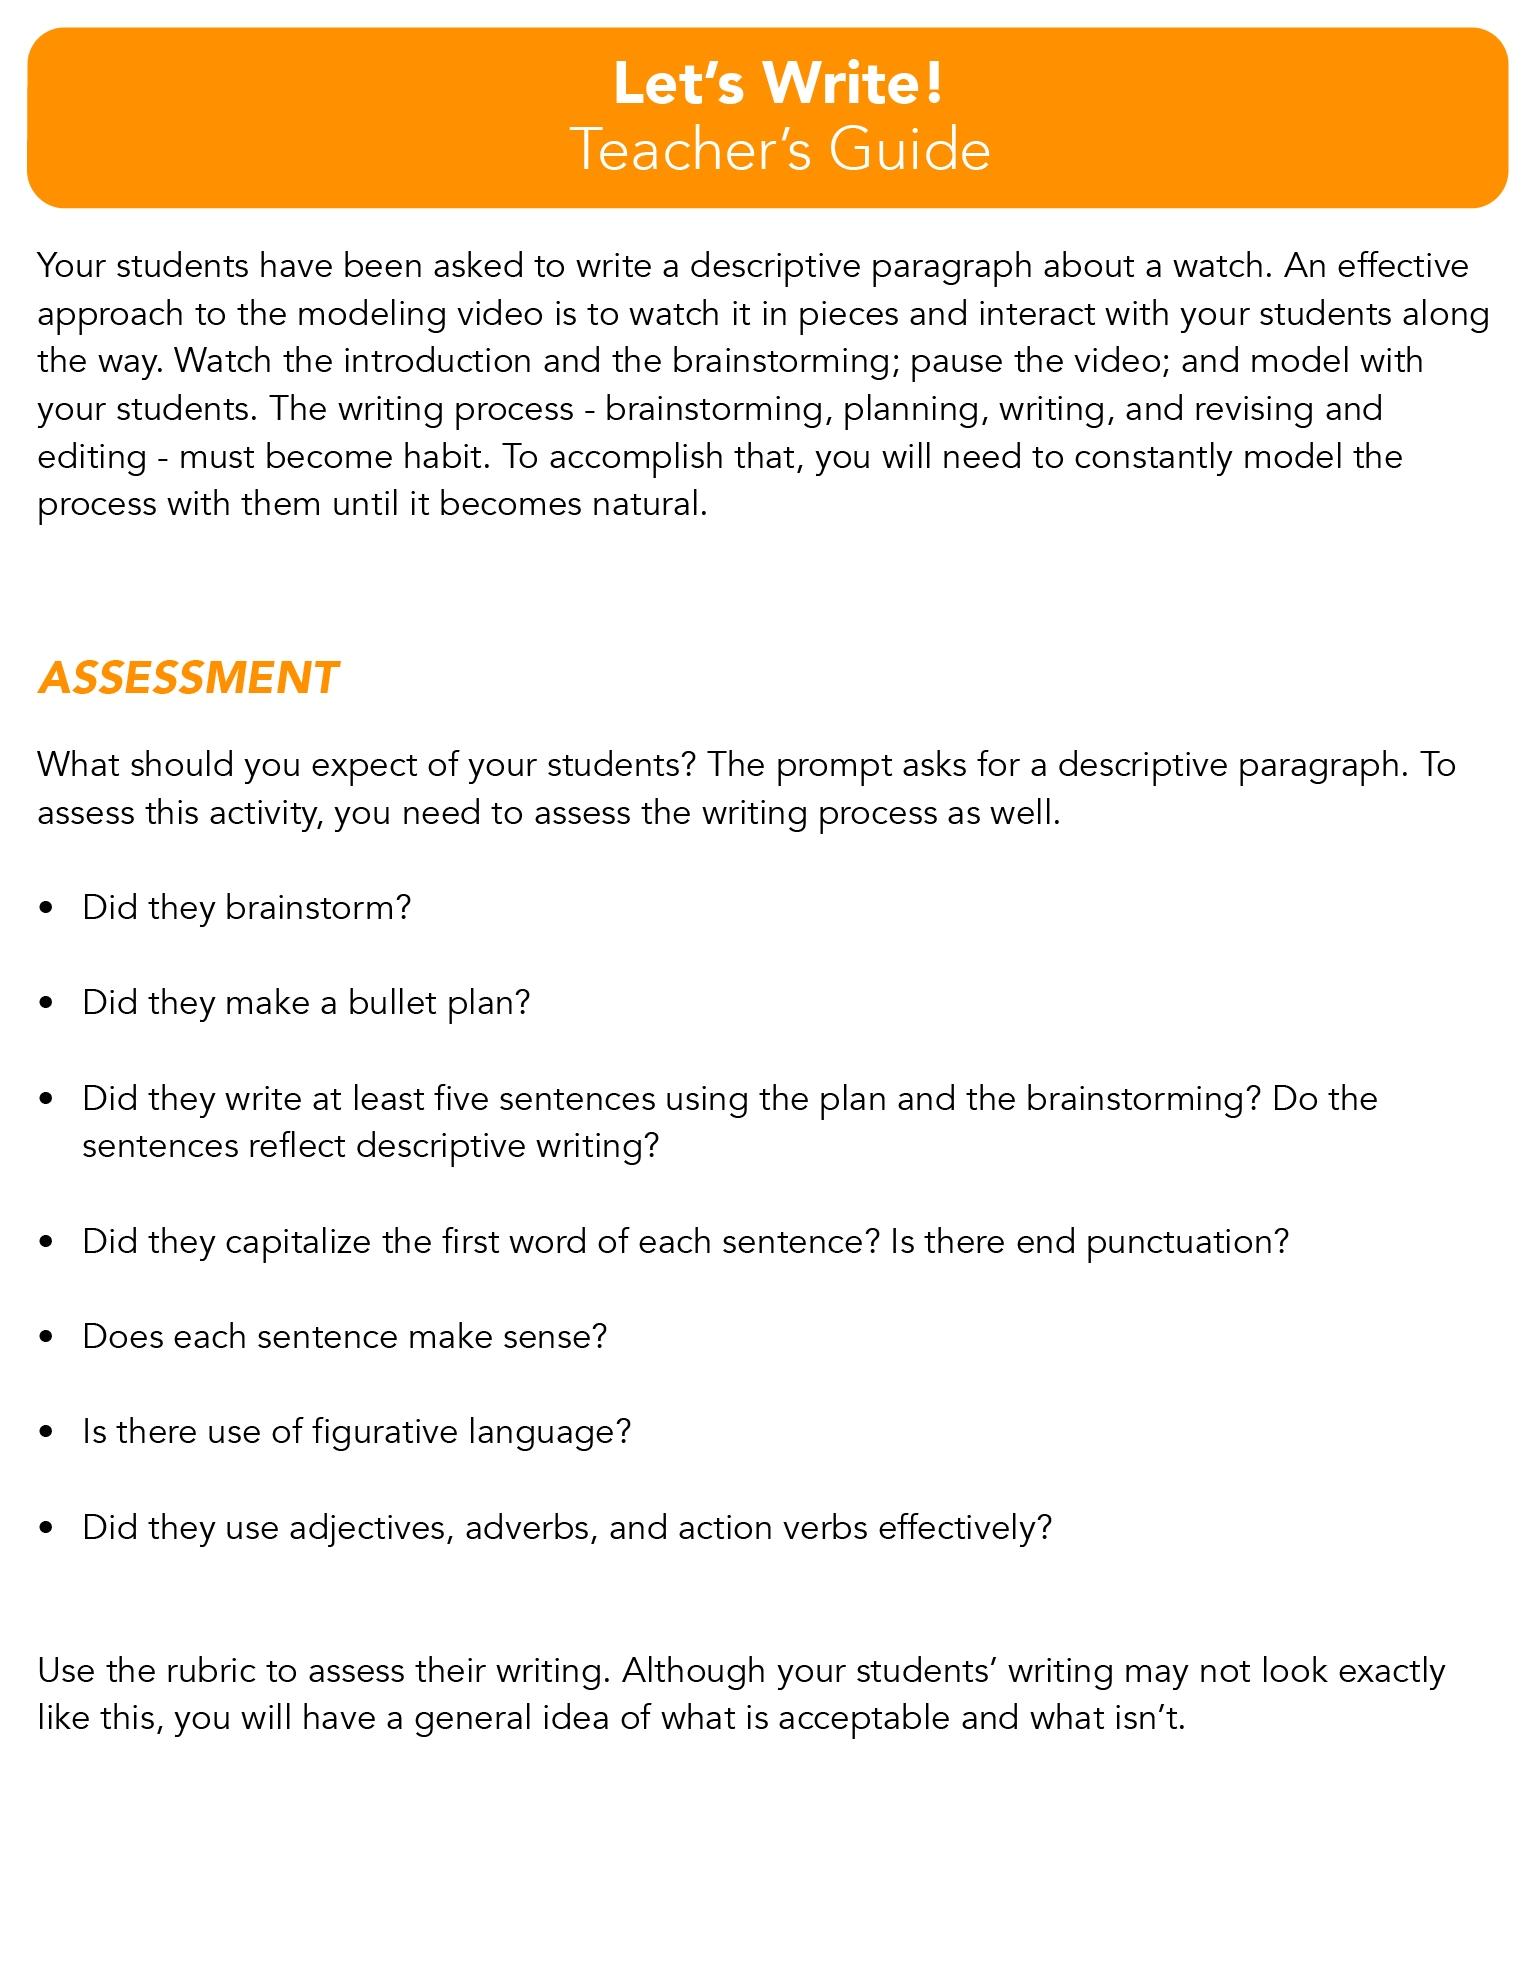 Let’s Write!
Teacher’s Guide
Your students have been asked to write a descriptive paragraph about a watch. An effective
approach to the modeling video is to watch it in pieces and interact with your students along
the way. Watch the introduction and the brainstorming; pause the video; and model with
your students. The writing process - brainstorming, planning, writing, and revising and
editing - must become habit. To accomplish that, you will need to constantly model the
process with them until it becomes natural.
ASSESSMENT
What should you expect of your students? The prompt asks for a descriptive paragraph. To
assess this activity, you need to assess the writing process as well.
• Did they brainstorm?
• Did they make a bullet plan?
• Did they write at least five sentences using the plan and the brainstorming? Do the
sentences reflect descriptive writing?
• Did they capitalize the first word of each sentence? Is there end punctuation?
• Does each sentence make sense?
• Is there use of figurative language?
• Did they use adjectives, adverbs, and action verbs effectively?
Use the rubric to assess their writing. Although your students’ writing may not look exactly
like this, you will have a general idea of what is acceptable and what isn’t.